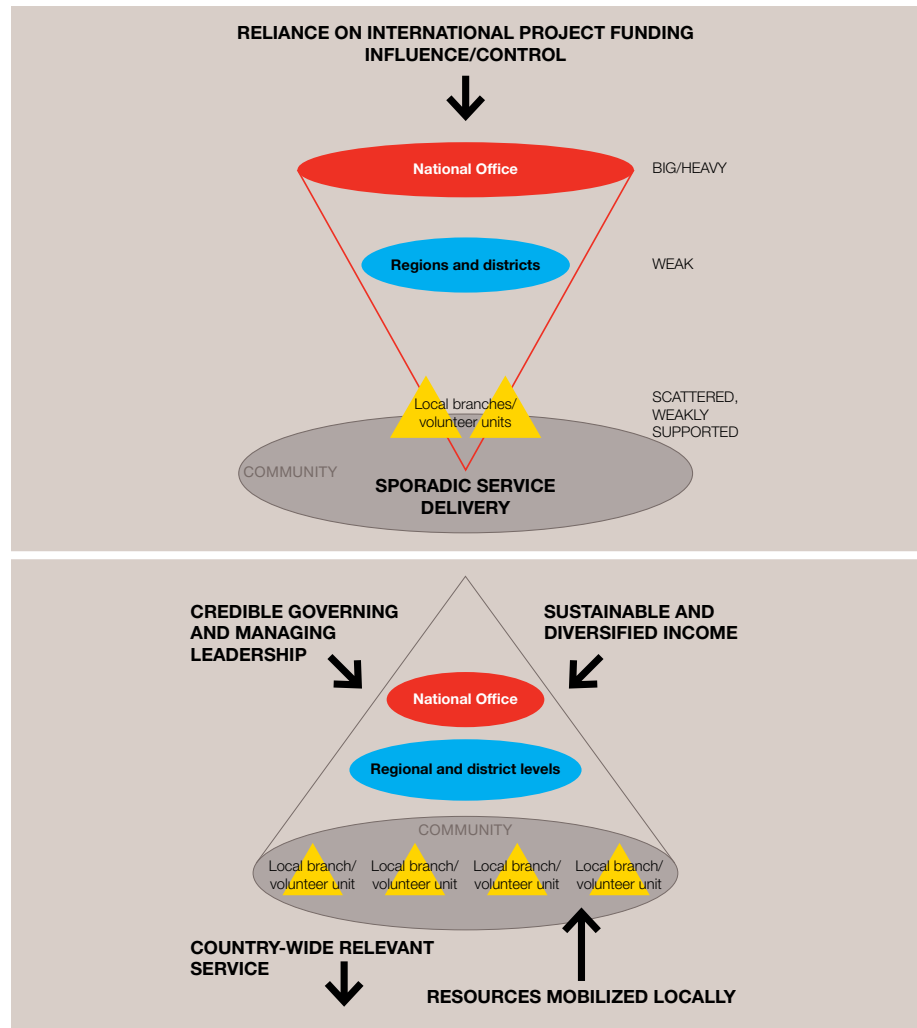 RELIANCE ON INTERNATIONAL PROJECT FUNDING
INFLUENCE/CONTROL
National Office
BIG/HEAVY
Regions and districts
WEAK
Local branches/
volunteer units
SCATTERED,
WEAKLY
SUPPORTED
COMMUNITY
SPORADIC SERVICE
DELIVERY
CREDIBLE GOVERNING
AND MANAGING
LEADERSHIP
SUSTAINABLE AND
DIVERSIFIED INCOME
National Office
Regional and district levels
COMMUNITY
Local branch/
volunteer unit
Local branch/
volunteer unit
Local branch/
volunteer unit
Local branch/
volunteer unit
COUNTRY-WIDE RELEVANT
SERVICE
RESOURCES MOBILIZED LOCALLY